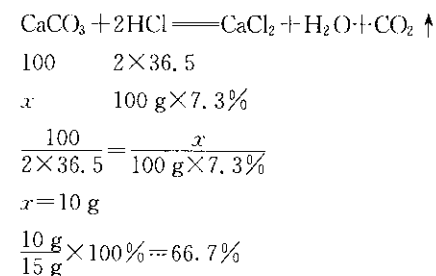 CaCO₃+2HCl══CaCl₂+H₂O+CO₂↑
100 2×36.5
x 100 g×7.3%
100/(2×36.5)=x/(100 g×7.3%)
x=10 g
10 g/15 g×100%=66.7%